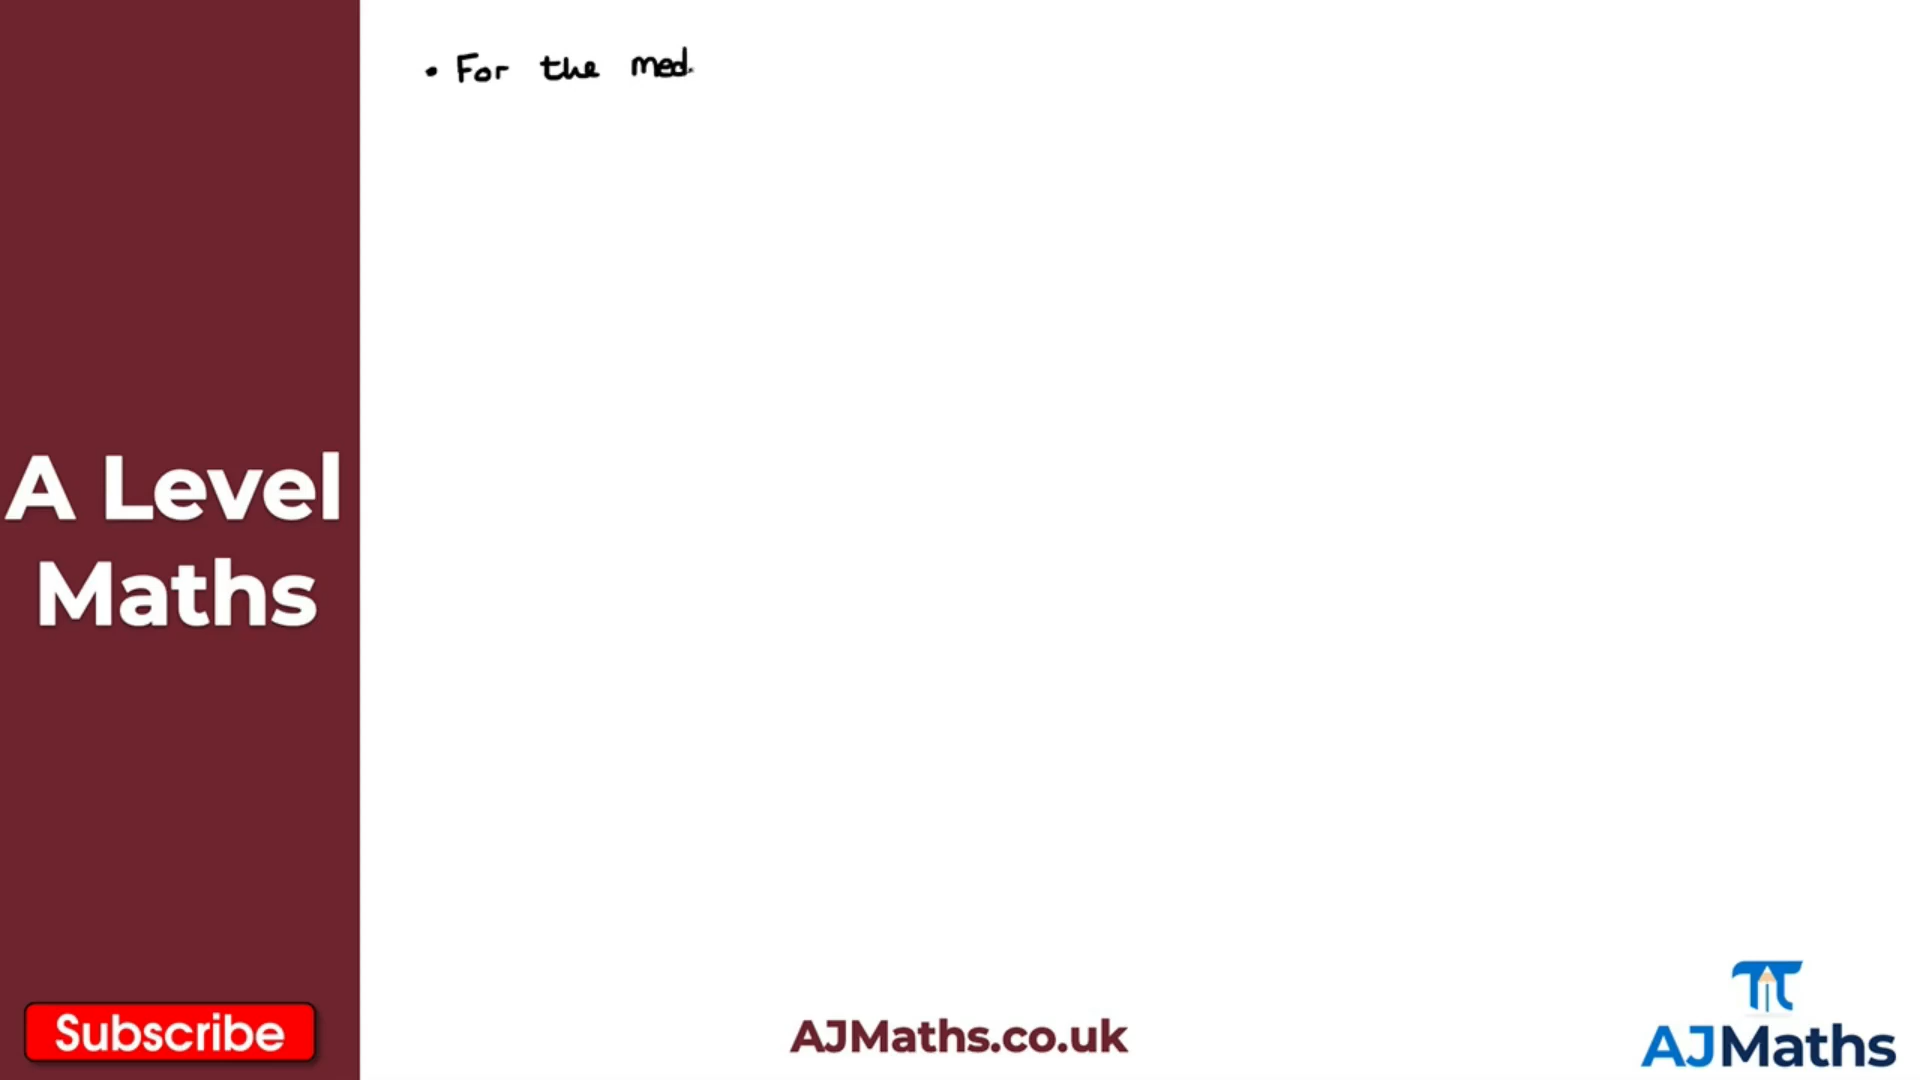 • For the med
A Level
Maths
Subscribe
AJMaths.co.uk
AJMaths